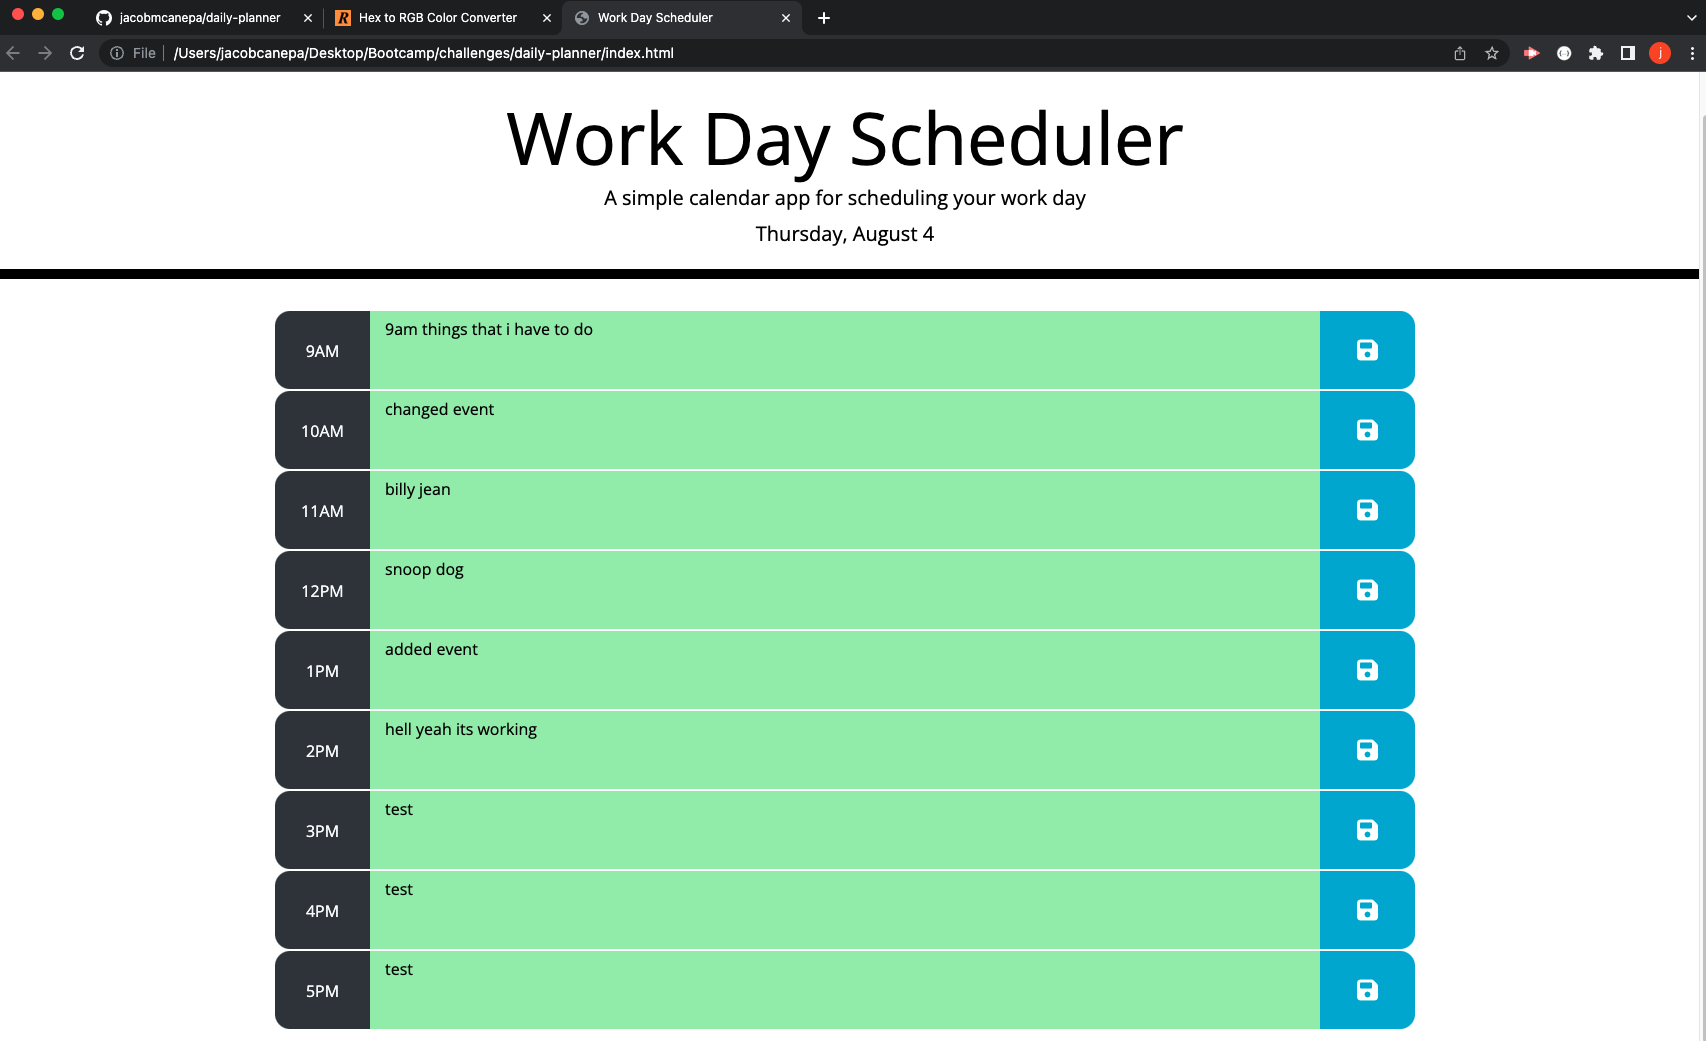 jacobmcanepa/daily-planner
Hex to RGB Color Converter
Work Day Scheduler
File
/Users/jacobcanepa/Desktop/Bootcamp/challenges/daily-planner/index.html
j
Work Day Scheduler
A simple calendar app for scheduling your work day
Thursday, August 4
9AM
9am things that i have to do
10AM
changed event
11AM
billy jean
12PM
snoop dog
1PM
added event
2PM
hell yeah its working
3PM
test
4PM
test
5PM
test